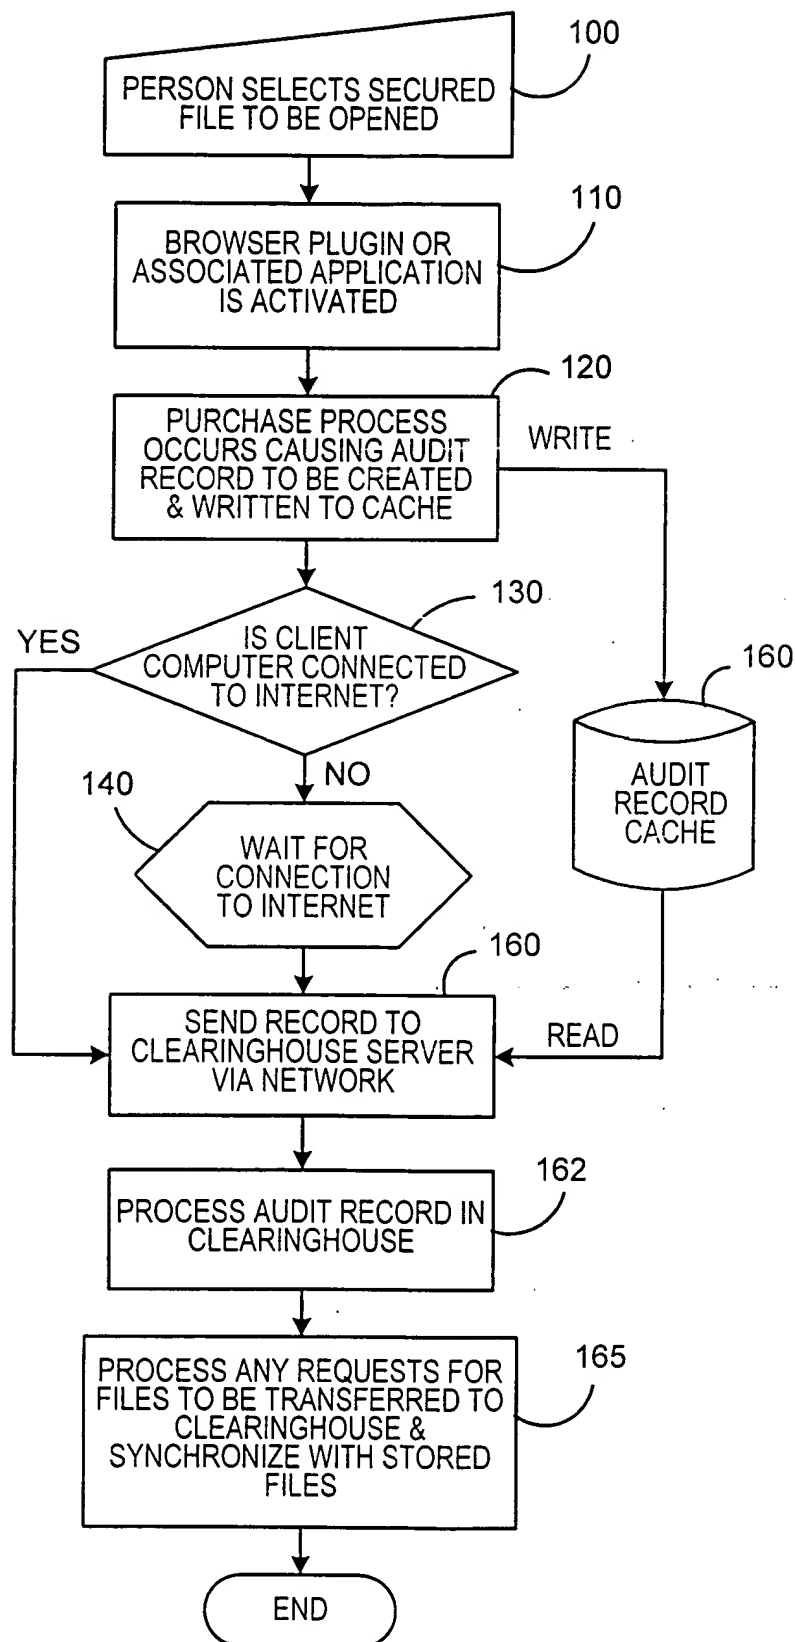 100
PERSON SELECTS SECURED
FILE TO BE OPENED
110
BROWSER PLUGIN OR
ASSOCIATED APPLICATION
IS ACTIVATED
120
PURCHASE PROCESS
OCCURS CAUSING AUDIT
RECORD TO BE CREATED
& WRITTEN TO CACHE
WRITE
130
YES
IS CLIENT
COMPUTER CONNECTED
TO INTERNET?
160
AUDIT
RECORD
CACHE
NO
140
WAIT FOR
CONNECTION
TO INTERNET
160
SEND RECORD TO
CLEARINGHOUSE SERVER
VIA NETWORK
READ
162
PROCESS AUDIT RECORD IN
CLEARINGHOUSE
165
PROCESS ANY REQUESTS FOR
FILES TO BE TRANSFERRED TO
CLEARINGHOUSE &
SYNCHRONIZE WITH STORED
FILES
END